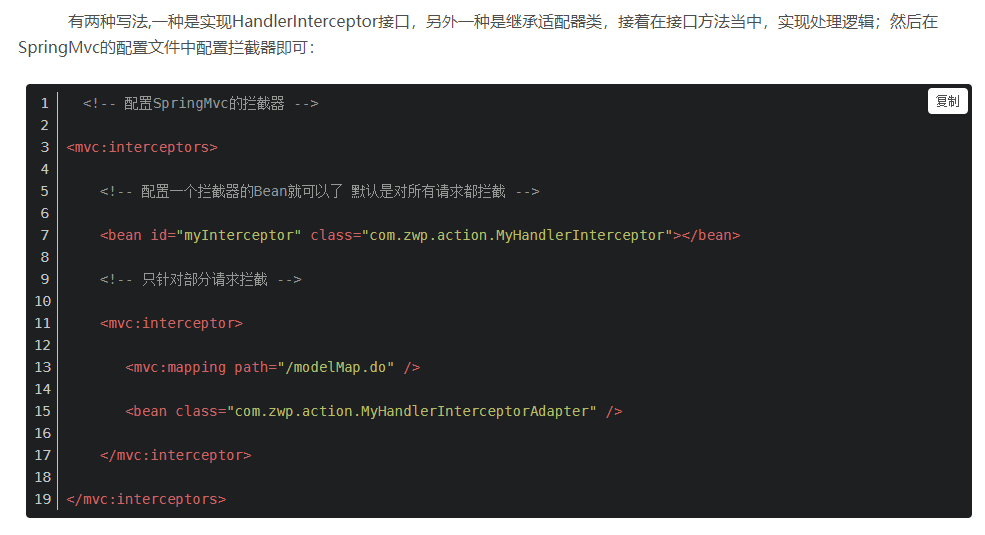 有两种写法,一种是实现HandlerInterceptor接口，另外一种是继承适配器类，接着在接口方法当中，实现处理逻辑；然后在
SpringMvc的配置文件中配置拦截器即可：
复制
1 <!-- 配置SpringMvc的拦截器 -->
2
3 <mvc:interceptors>
4
5 <!-- 配置一个拦截器的Bean就可以了 默认是对所有请求都拦截 -->
6
7 <bean id="myInterceptor" class="com.zwp.action.MyHandlerInterceptor"></bean>
8
9 <!-- 只针对部分请求拦截 -->
10
11 <mvc:interceptor>
12
13 <mvc:mapping path="/modelMap.do" />
14
15 <bean class="com.zwp.action.MyHandlerInterceptorAdapter" />
16
17 </mvc:interceptor>
18
19 </mvc:interceptors>